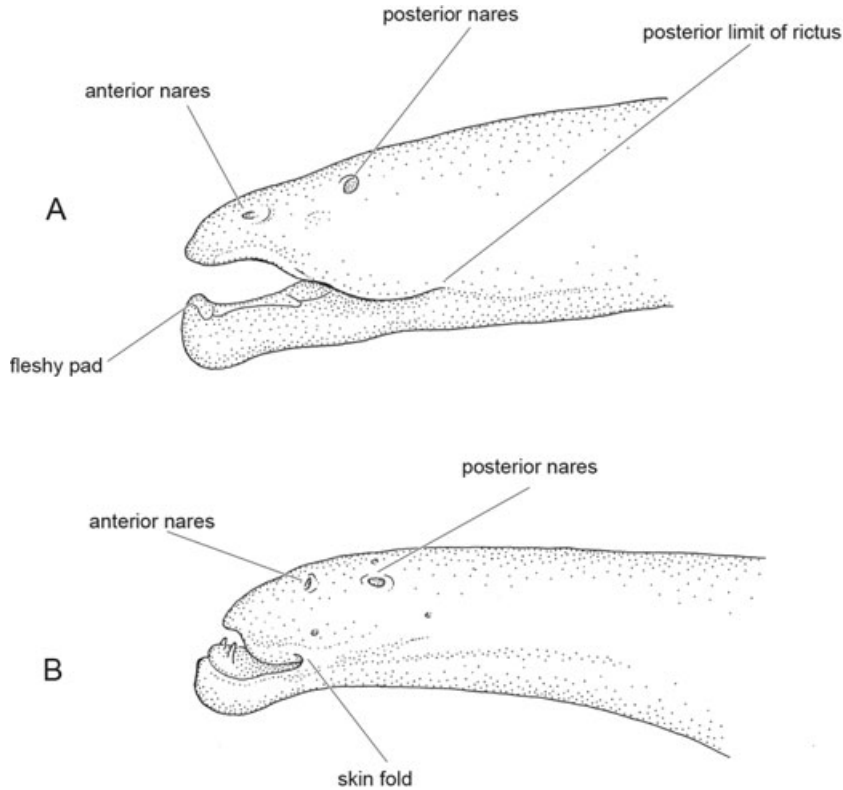 posterior nares
posterior limit of rictus
anterior nares
A
fleshy pad
posterior nares
anterior nares
B
skin fold